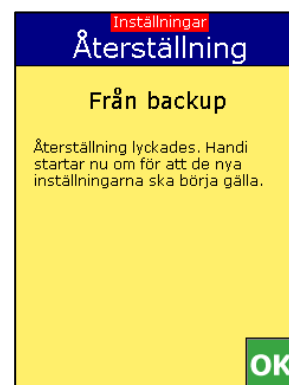 Inställningar
Återställning
Från backup
Återställning lyckades. Handi
startar nu om för att de nya
inställningarna ska börja gälla.
OK